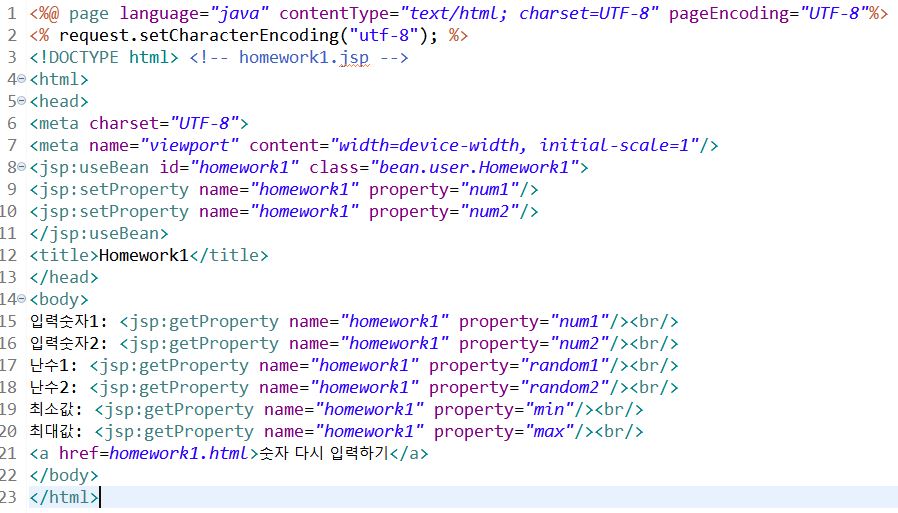 1 <%@ page language="java" contentType="text/html; charset=UTF-8" pageEncoding="UTF-8"%>
2 <% request.setCharacterEncoding("utf-8"); %>
3 <!DOCTYPE html> <!-- homework1.jsp -->
4 <html>
5 <head>
6 <meta charset="UTF-8">
7 <meta name="viewport" content="width=device-width, initial-scale=1"/>
8 <jsp:useBean id="homework1" class="bean.user.Homework1">
9 <jsp:setProperty name="homework1" property="num1"/>
10 <jsp:setProperty name="homework1" property="num2"/>
11 </jsp:useBean>
12 <title>Homework1</title>
13 </head>
14 <body>
15 입력숫자1: <jsp:getProperty name="homework1" property="num1"/><br/>
16 입력숫자2: <jsp:getProperty name="homework1" property="num2"/><br/>
17 난수1: <jsp:getProperty name="homework1" property="random1"/><br/>
18 난수2: <jsp:getProperty name="homework1" property="random2"/><br/>
19 최소값: <jsp:getProperty name="homework1" property="min"/><br/>
20 최대값: <jsp:getProperty name="homework1" property="max"/><br/>
21 <a href=homework1.html>숫자 다시 입력하기</a>
22 </body>
23 </html>